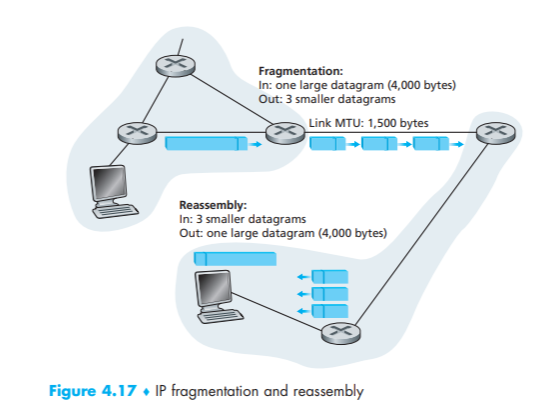 Fragmentation:
In: one large datagram (4,000 bytes)
Out: 3 smaller datagrams
Link MTU: 1,500 bytes
Reassembly:
In: 3 smaller datagrams
Out: one large datagram (4,000 bytes)
Figure 4.17 ♦ IP fragmentation and reassembly